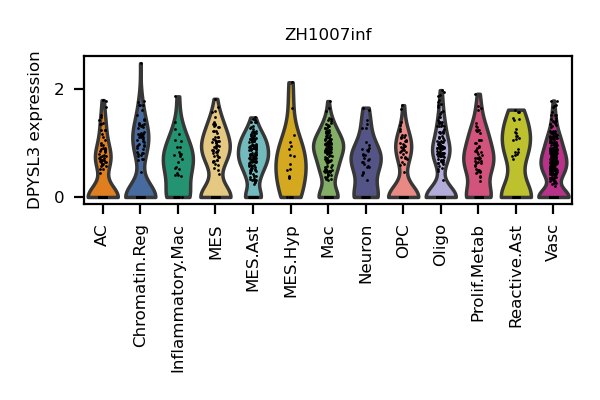 ZH1007inf
DPYSL3 expression
2
0
AC
Chromatin.Reg
Inflammatory.Mac
MES
MES.Ast
MES.Hyp
Mac
Neuron
OPC
Oligo
Prolif.Metab
Reactive.Ast
Vasc